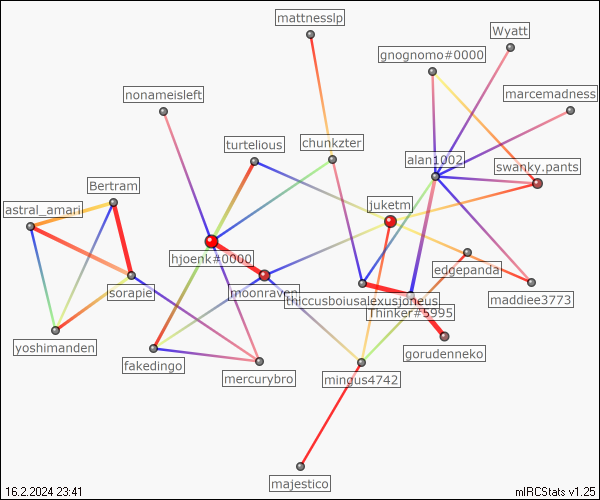 mattnesslp
Wyatt
gnognomo#0000
nonameisleft
marcemadness
turtelious
chunkzter
alan1002
swanky.pants
Bertram
astral_amari
juketm
hjoenk#0000
edgepanda
sorapie
moonraven
thiccusboiusalexusjoneus
maddiee3773
Thinker#5995
yoshimanden
gorudenneko
fakedingo
mercurybro
mingus4742
majestico
16.2.2024 23:41
mIRCStats v1.25